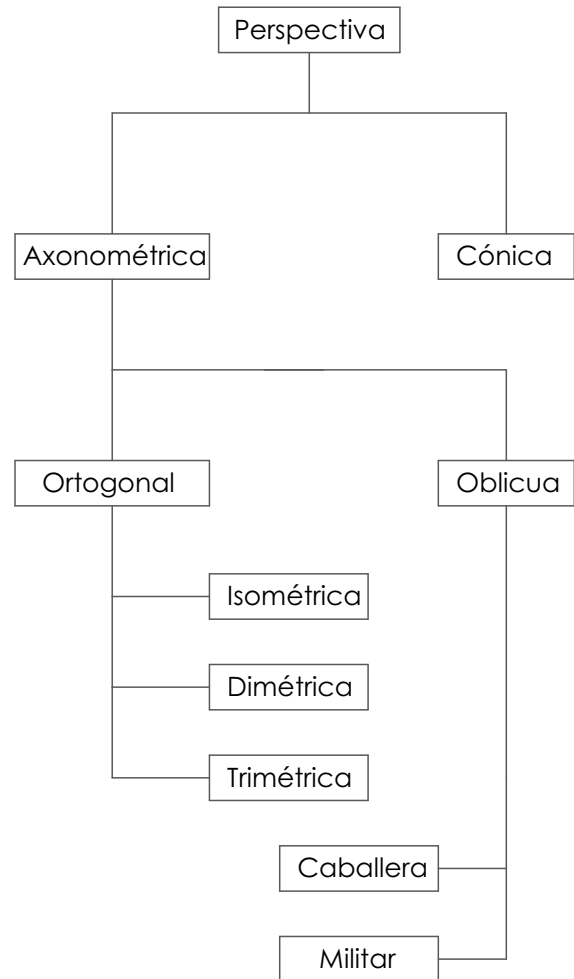 Perspectiva
Axonométrica
Cónica
Ortogonal
Oblicua
Isométrica
Dimétrica
Trimétrica
Caballera
Militar